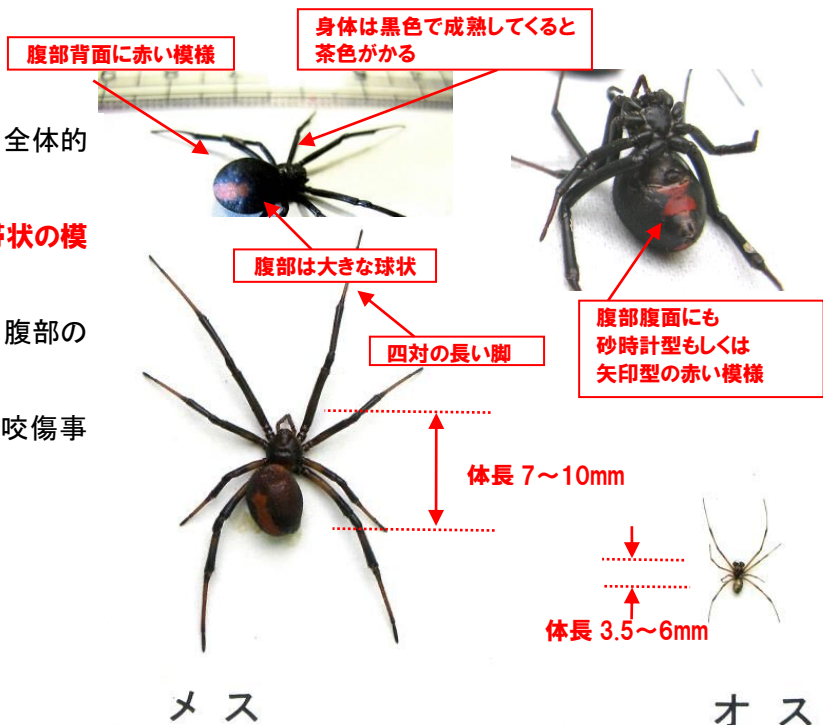 腹部背面に赤い模様
身体は黒色で成熟してくると
茶色がかる
全体的
状の模
腹部は大きな球状
腹部の
四対の長い脚
腹部腹面にも
砂時計型もしくは
矢印型の赤い模様
咬傷事
体長 7～10mm
体長 3.5～6mm
メ ス
オ ス